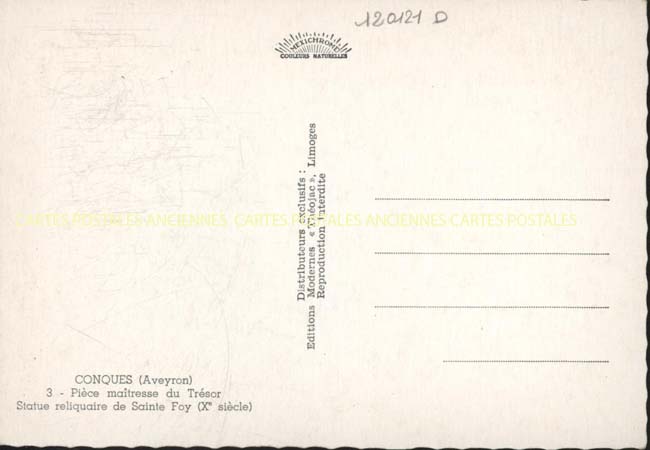 120121 D
MEXICHROME
COULEURS NATURELLES
Distributeurs exclusifs :
Editions Modernes « Théojac », Limoges
Reproduction interdite
CARTES POSTALES ANCIENNES CARTES POSTALES ANCIENNES CARTES POSTALES
CONQUES (Aveyron)
3 - Pièce maîtresse du Trésor
Statue reliquaire de Sainte Foy (Xᵉ siècle)